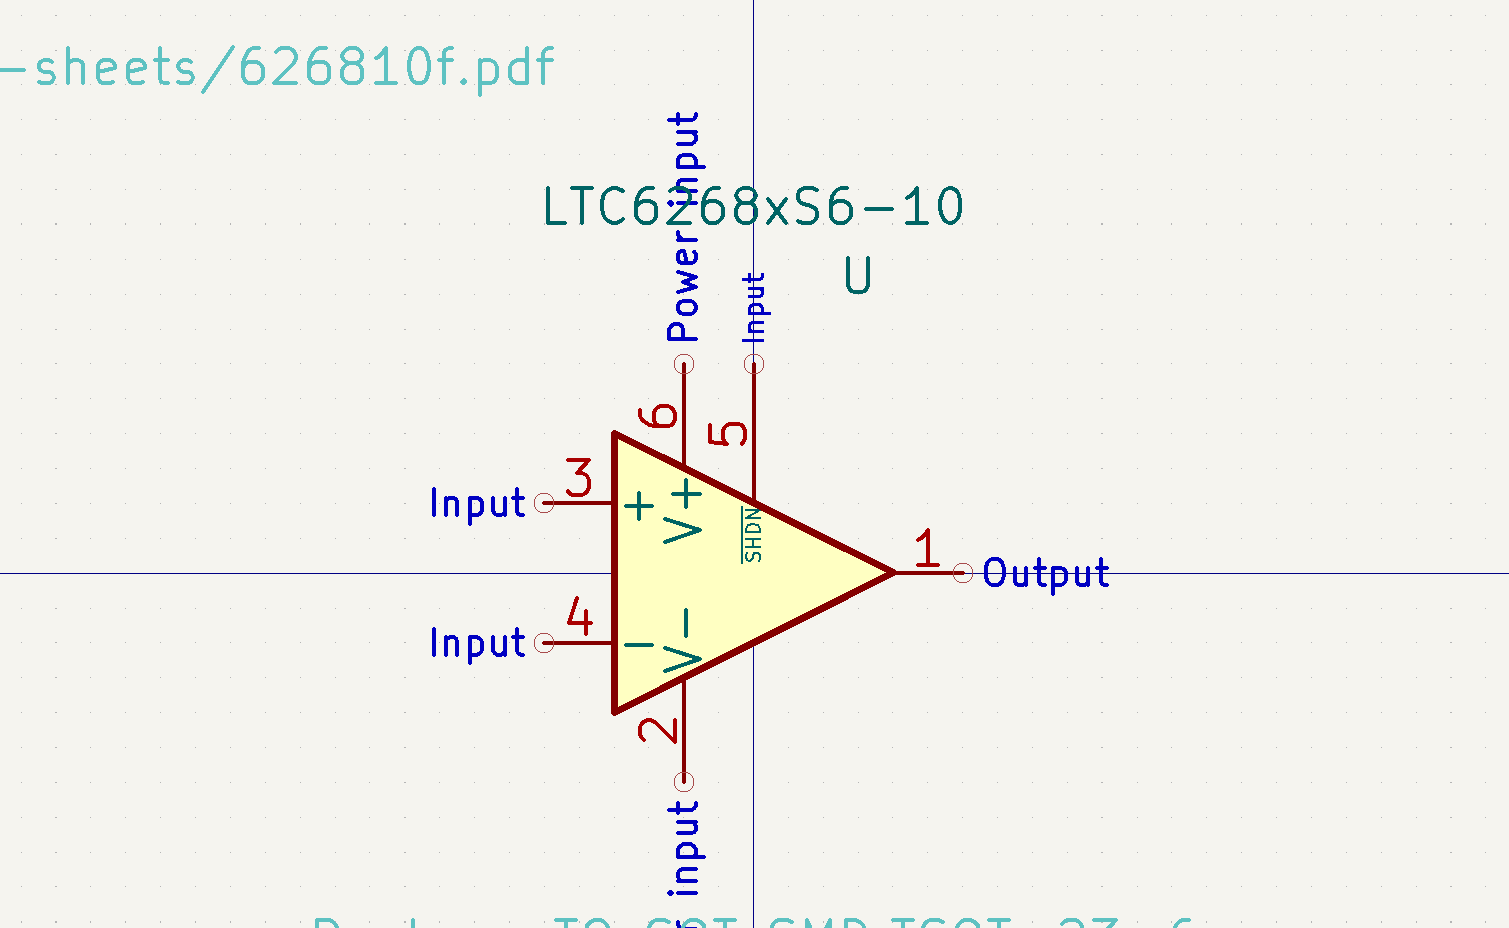 -sheets/626810f.pdf
Power input
LTC6268xS6-10
U
Input
6
5
3
Input
+
V+
SHDN
1
Output
4
Input
-
V-
2
input